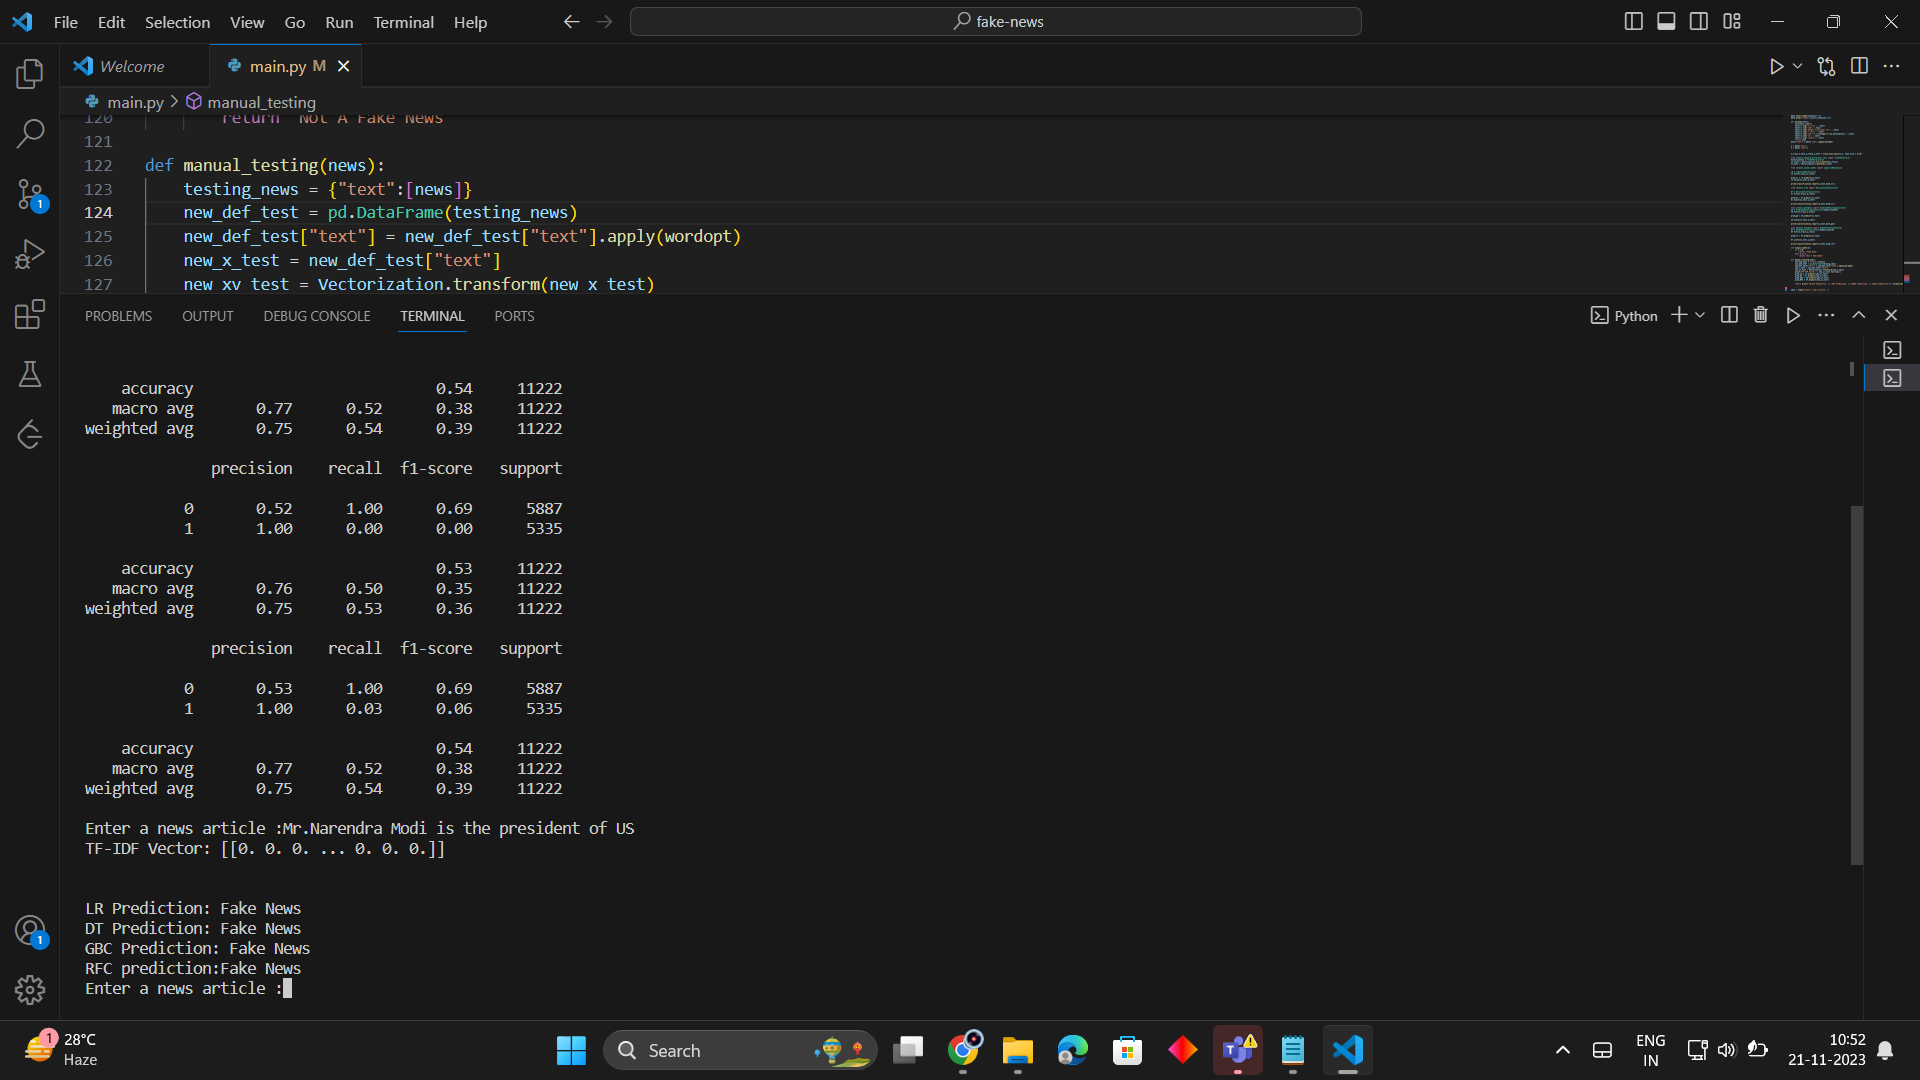 File Edit Selection View Go Run Terminal Help
fake-news
Welcome
main.py M
main.py > manual_testing
120 return "Not A Fake News"
121
122 def manual_testing(news):
123 testing_news = {"text":[news]}
124 new_def_test = pd.DataFrame(testing_news)
125 new_def_test["text"] = new_def_test["text"].apply(wordopt)
126 new_x_test = new_def_test["text"]
127 new_xv_test = Vectorization.transform(new_x_test)
PROBLEMS OUTPUT DEBUG CONSOLE TERMINAL PORTS
Python
accuracy 0.54 11222
macro avg 0.77 0.52 0.38 11222
weighted avg 0.75 0.54 0.39 11222
precision recall f1-score support
0 0.52 1.00 0.69 5887
1 1.00 0.00 0.00 5335
accuracy 0.53 11222
macro avg 0.76 0.50 0.35 11222
weighted avg 0.75 0.53 0.36 11222
precision recall f1-score support
0 0.53 1.00 0.69 5887
1 1.00 0.03 0.06 5335
accuracy 0.54 11222
macro avg 0.77 0.52 0.38 11222
weighted avg 0.75 0.54 0.39 11222
Enter a news article :Mr.Narendra Modi is the president of US
TF-IDF Vector: [[0. 0. 0. ... 0. 0. 0.]]
LR Prediction: Fake News
DT Prediction: Fake News
GBC Prediction: Fake News
RFC prediction:Fake News
Enter a news article :
1
1
1
28°C
Haze
Search
ENG
IN
10:52
21-11-2023